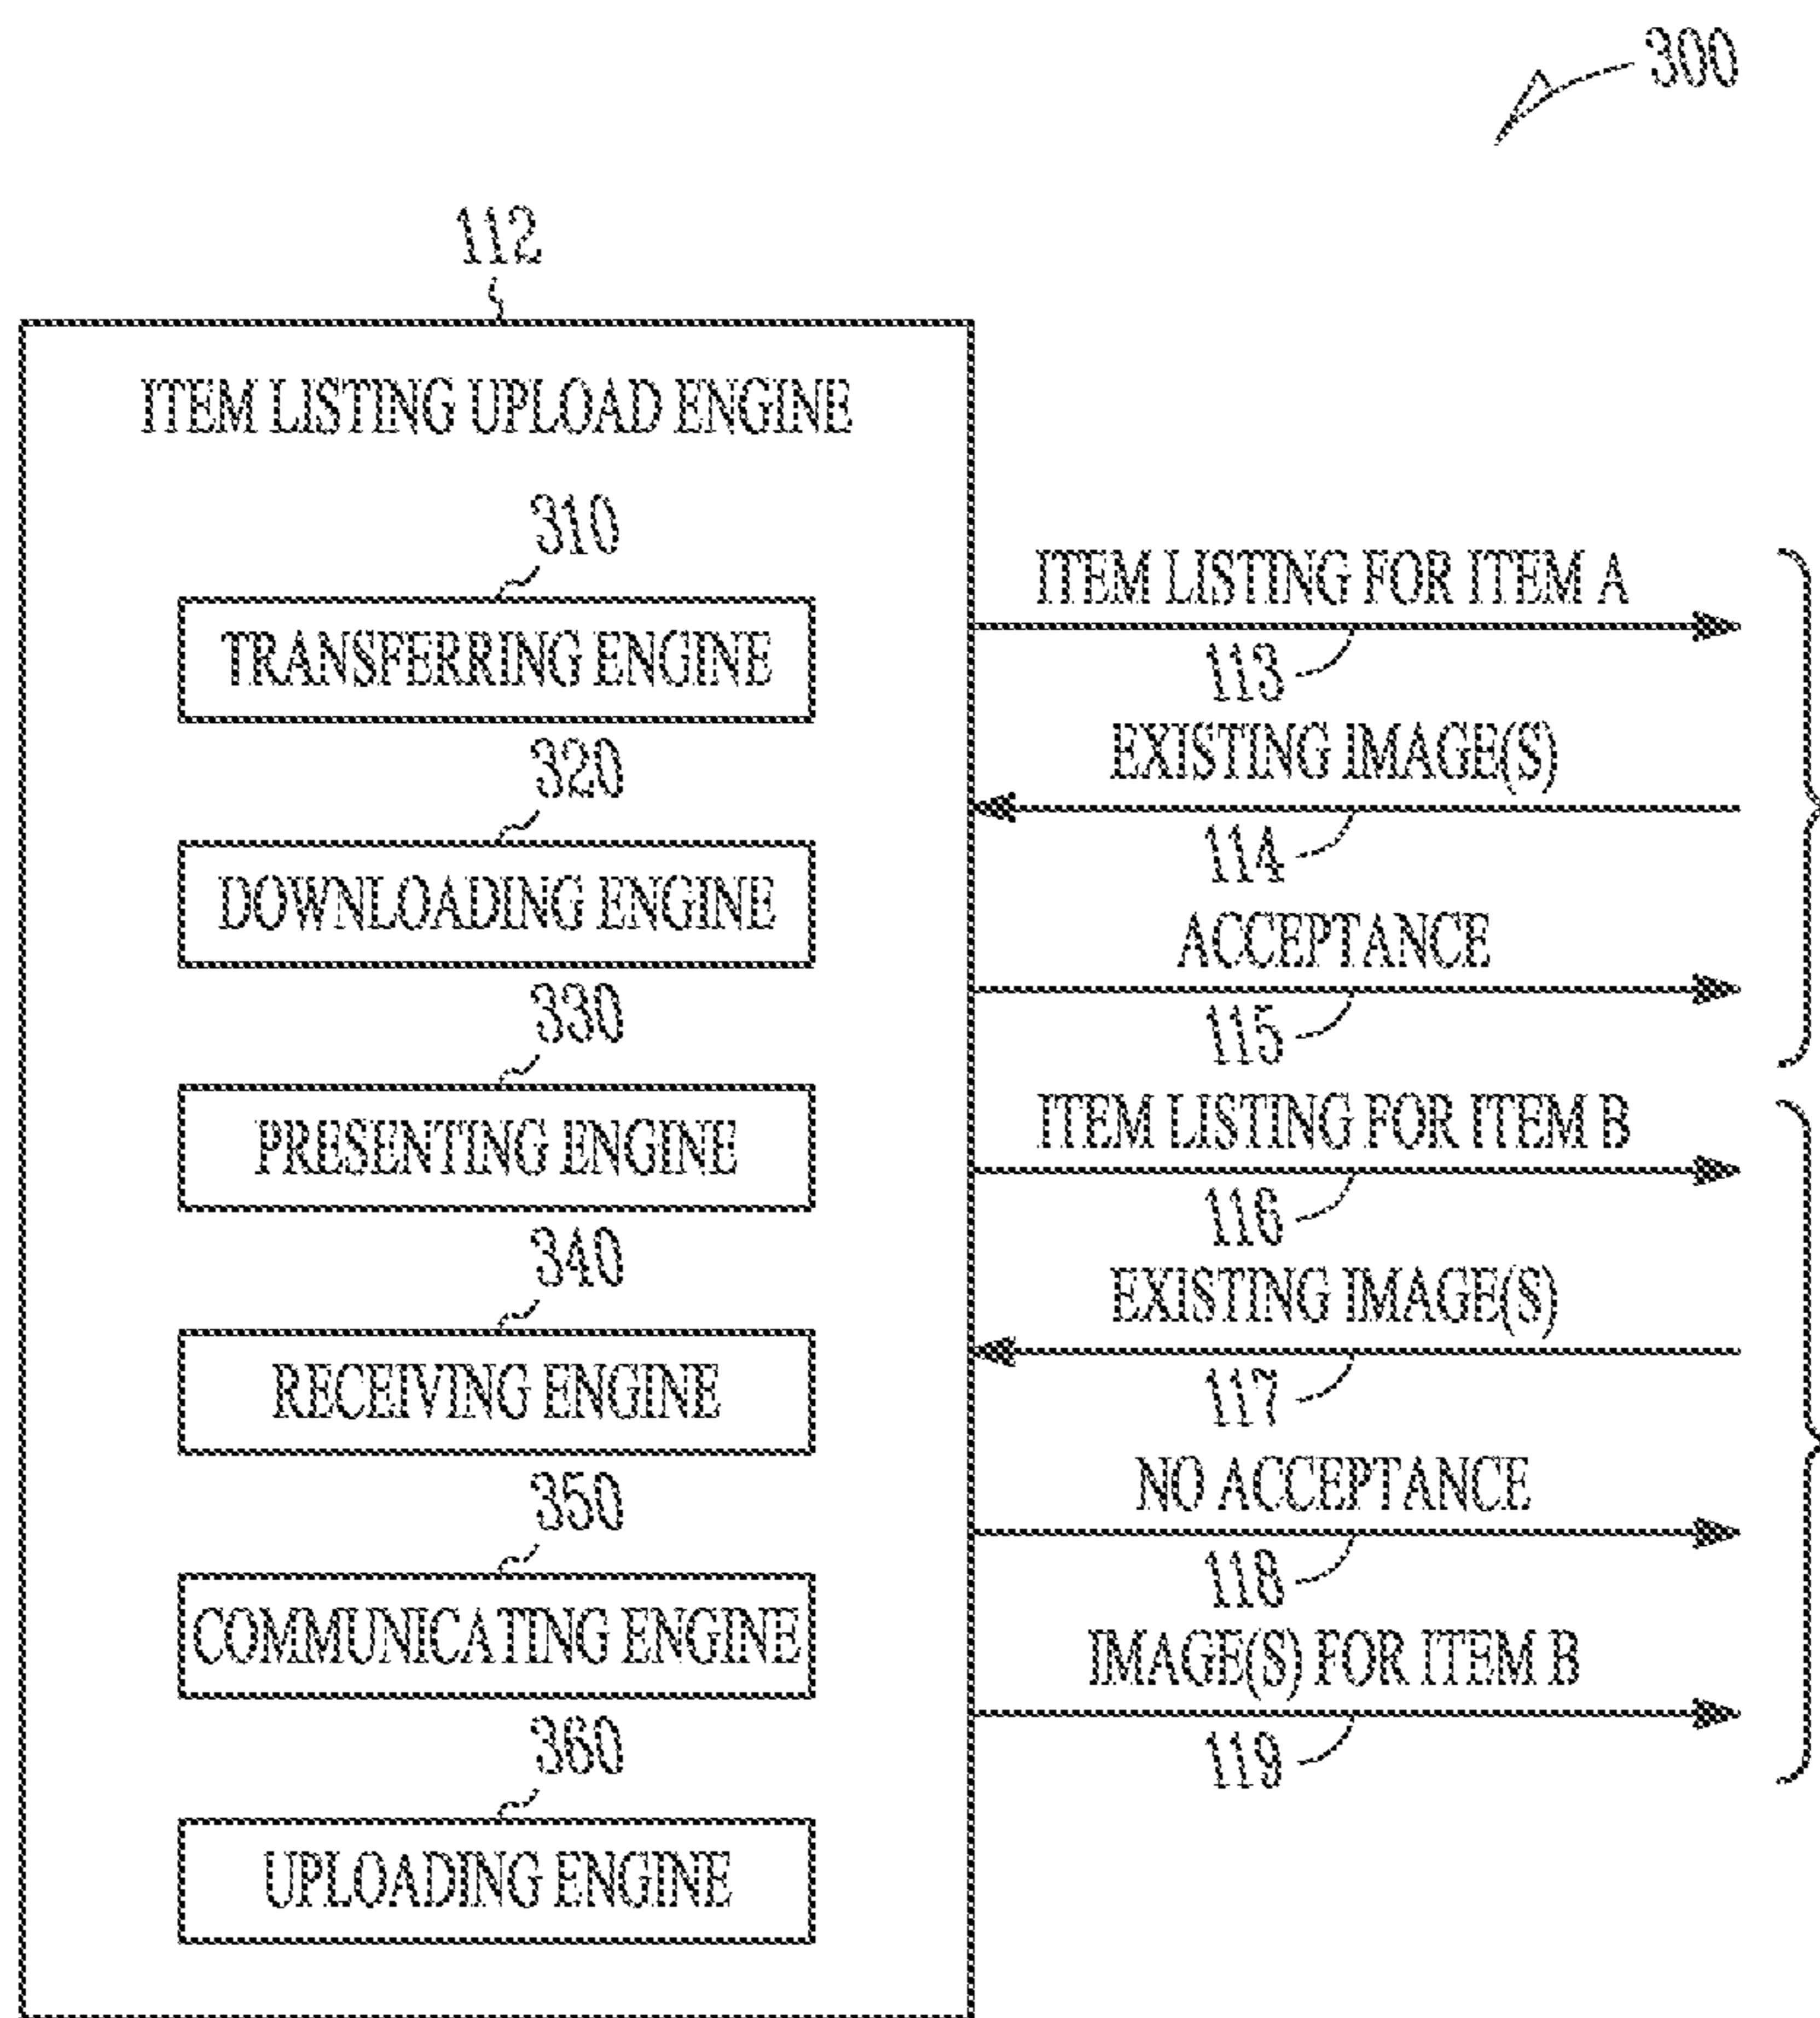 300
112
ITEM LISTING UPLOAD ENGINE
310
TRANSFERRING ENGINE
320
DOWNLOADING ENGINE
330
PRESENTING ENGINE
340
RECEIVING ENGINE
350
COMMUNICATING ENGINE
360
UPLOADING ENGINE
ITEM LISTING FOR ITEM A
113
EXISTING IMAGE(S)
114
ACCEPTANCE
115
ITEM LISTING FOR ITEM B
116
EXISTING IMAGE(S)
117
NO ACCEPTANCE
118
IMAGE(S) FOR ITEM B
119